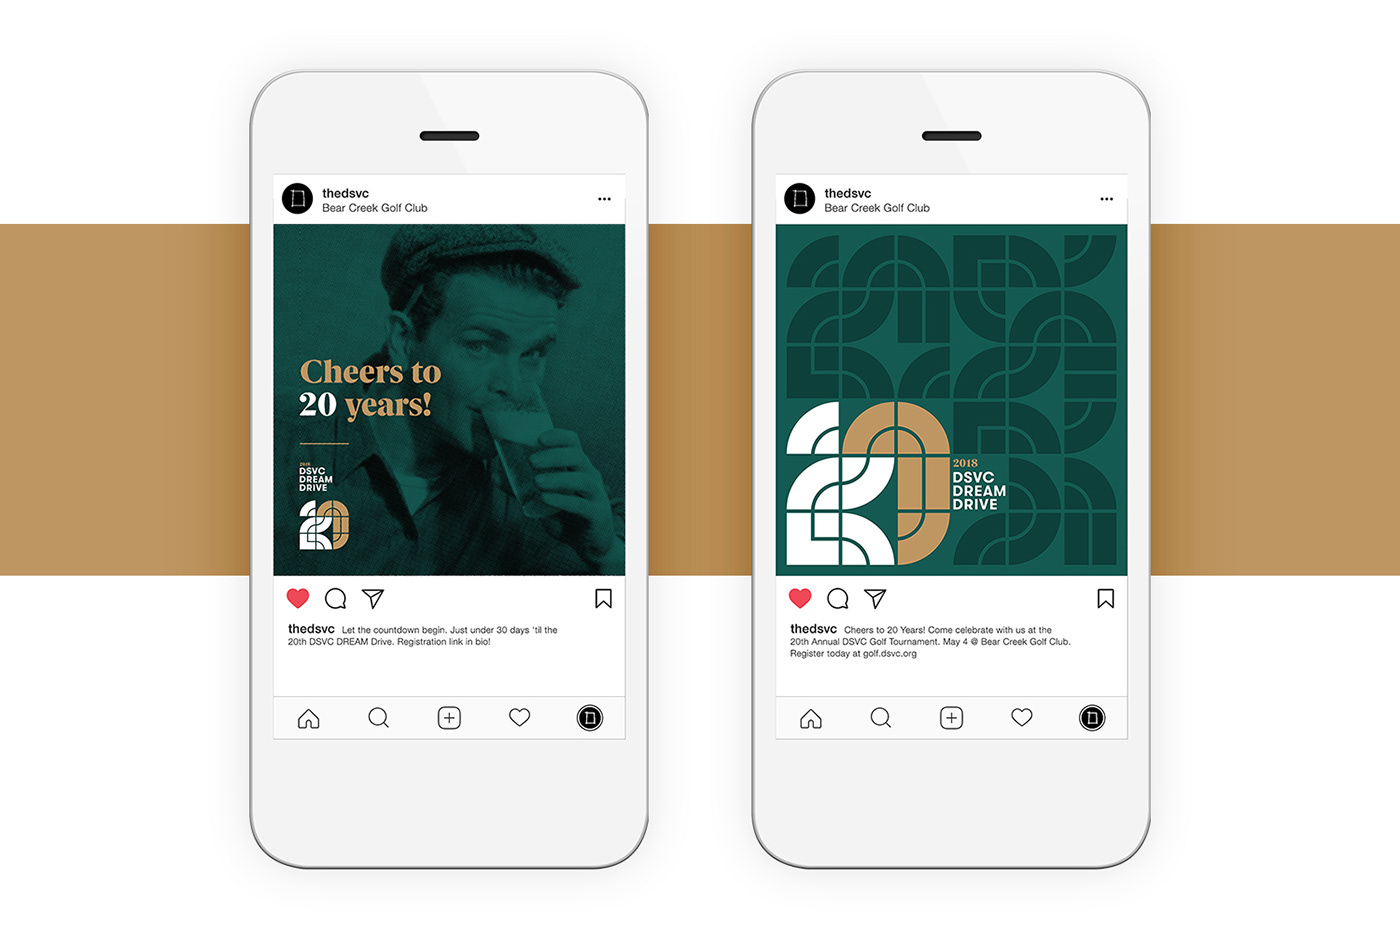 thedsvc
Bear Creek Golf Club
Cheers to
20 years!
2018
DSVC
DREAM
DRIVE
20
thedsvc Let the countdown begin. Just under 30 days 'til the
20th DSVC DREAM Drive. Registration link in bio!
thedsvc
Bear Creek Golf Club
20
2018
DSVC
DREAM
DRIVE
thedsvc Cheers to 20 Years! Come celebrate with us at the
20th Annual DSVC Golf Tournament. May 4 @ Bear Creek Golf Club.
Register today at golf.dsvc.org